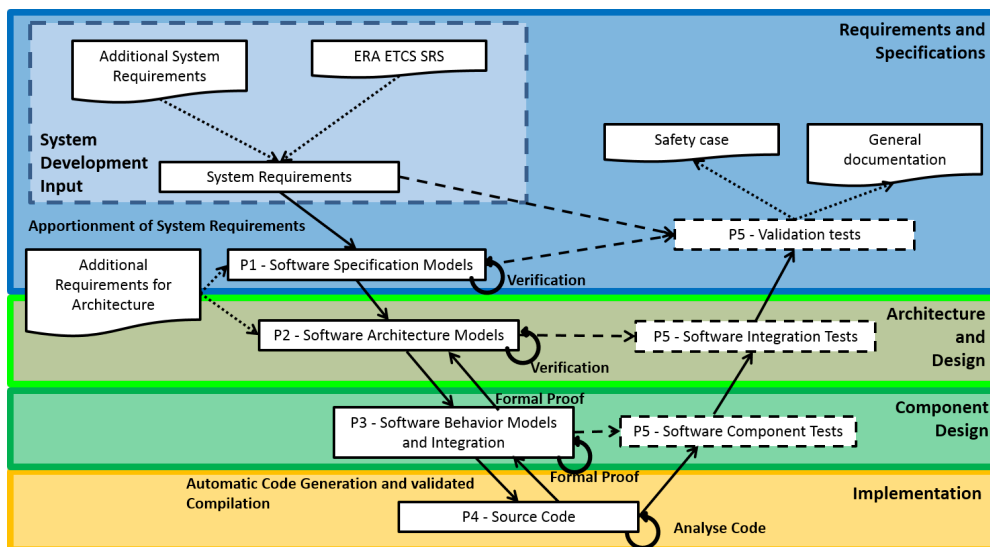 Requirements and
Specifications
Additional System
Requirements
ERA ETCS SRS
System
Development
Input
System Requirements
Safety case
General
documentation
Apportionment of System Requirements
P5 - Validation tests
Additional
Requirements for
Architecture
P1 - Software Specification Models
Verification
Architecture
and
Design
P2 - Software Architecture Models
P5 - Software Integration Tests
Verification
Formal Proof
Component
Design
P3 - Software Behavior Models
and Integration
P5 - Software Component Tests
Formal Proof
Automatic Code Generation and validated
Compilation
Implementation
P4 - Source Code
Analyse Code